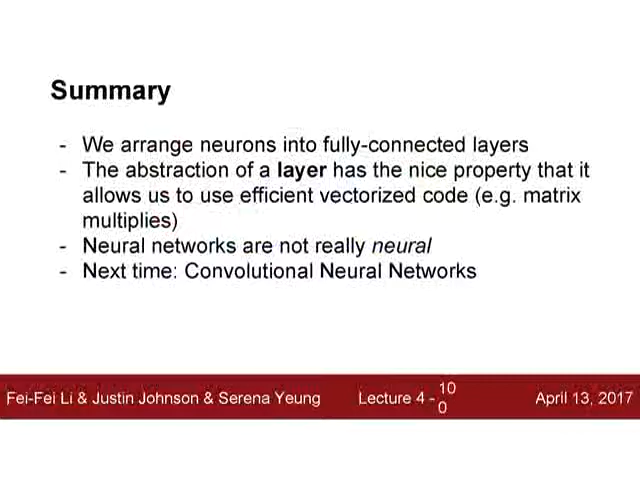 Summary
- We arrange neurons into fully-connected layers
- The abstraction of a layer has the nice property that it
allows us to use efficient vectorized code (e.g. matrix
multiplies)
- Neural networks are not really neural
- Next time: Convolutional Neural Networks
Fei-Fei Li & Justin Johnson & Serena Yeung Lecture 4 - 10 April 13, 2017
0